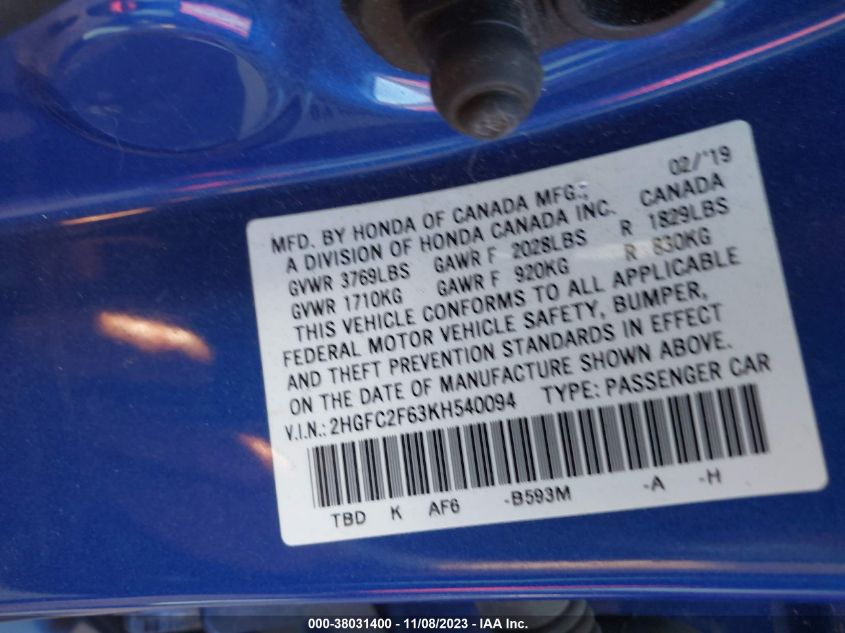 02/'19
MFD. BY HONDA OF CANADA MFG.,
A DIVISION OF HONDA CANADA INC. CANADA
GVWR 3769LBS GAWR F 2028LBS R 1829LBS
GVWR 1710KG GAWR F 920KG R 830KG
THIS VEHICLE CONFORMS TO ALL APPLICABLE
FEDERAL MOTOR VEHICLE SAFETY, BUMPER,
AND THEFT PREVENTION STANDARDS IN EFFECT
ON THE DATE OF MANUFACTURE SHOWN ABOVE.
V.I.N.: 2HGFC2F63KH540094 TYPE: PASSENGER CAR
TBD K AF6 -B593M -A -H
000-38031400 - 11/08/2023 - IAA Inc.